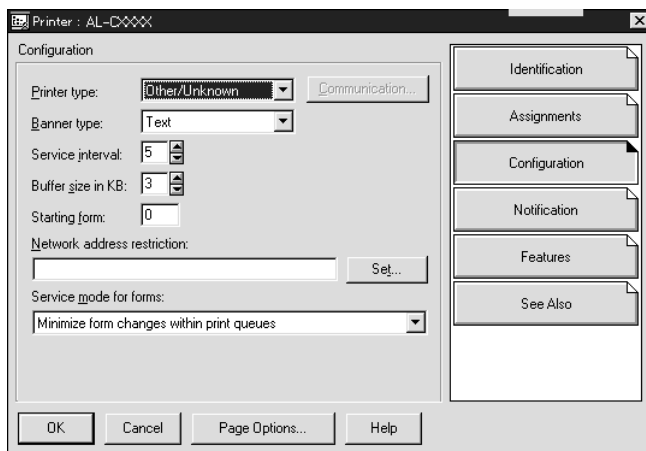 Printer : AL-CXXXX
Configuration
Printer type: Other/Unknown Communication...
Banner type: Text
Service interval: 5
Buffer size in KB: 3
Starting form: 0
Network address restriction:
Set...
Service mode for forms:
Minimize form changes within print queues
OK Cancel Page Options... Help
Identification
Assignments
Configuration
Notification
Features
See Also